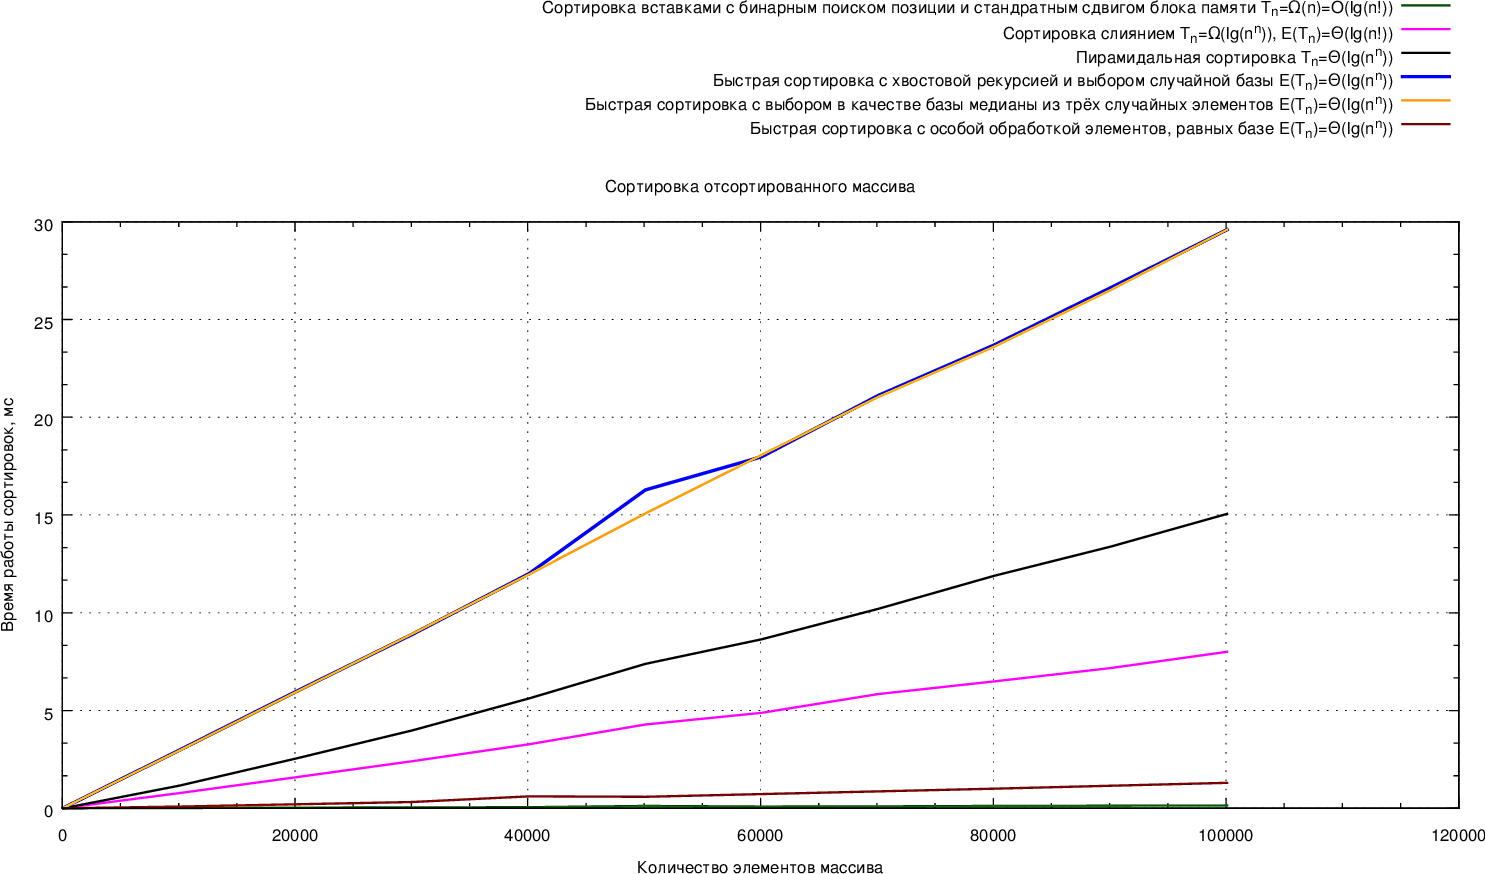 Сортировка вставками с бинарным поиском позиции и стандратным сдвигом блока памяти Tₙ=Ω(n)=O(lg(n!))
Сортировка слиянием Tₙ=Ω(lg(nⁿ)), E(Tₙ)=Θ(lg(n!))
Пирамидальная сортировка Tₙ=Θ(lg(nⁿ))
Быстрая сортировка с хвостовой рекурсией и выбором случайной базы E(Tₙ)=Θ(lg(nⁿ))
Быстрая сортировка с выбором в качестве базы медианы из трёх случайных элементов E(Tₙ)=Θ(lg(nⁿ))
Быстрая сортировка с особой обработкой элементов, равных базе E(Tₙ)=Θ(lg(nⁿ))
Сортировка отсортированного массива
30
25
20
15
10
5
0
Время работы сортировок, мс
0 20000 40000 60000 80000 100000 120000
Количество элементов массива